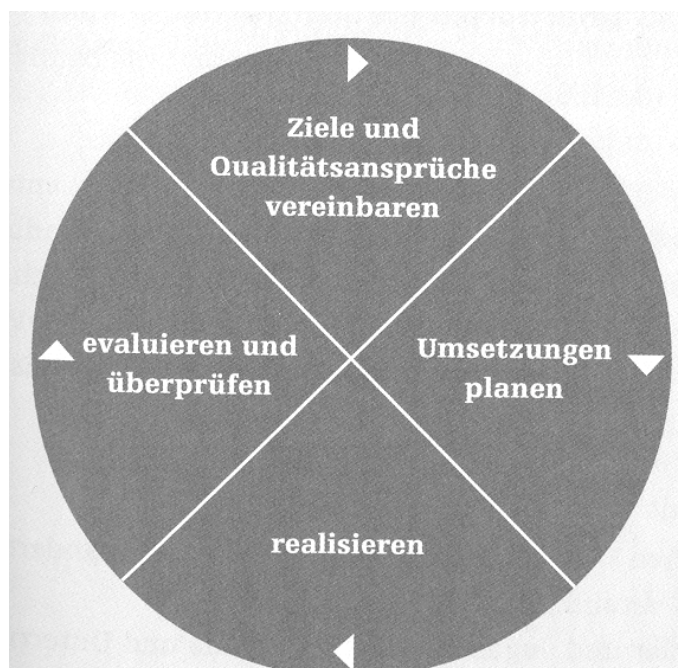 Ziele und
Qualitätsansprüche
vereinbaren
Umsetzungen
planen
realisieren
evaluieren und
überprüfen